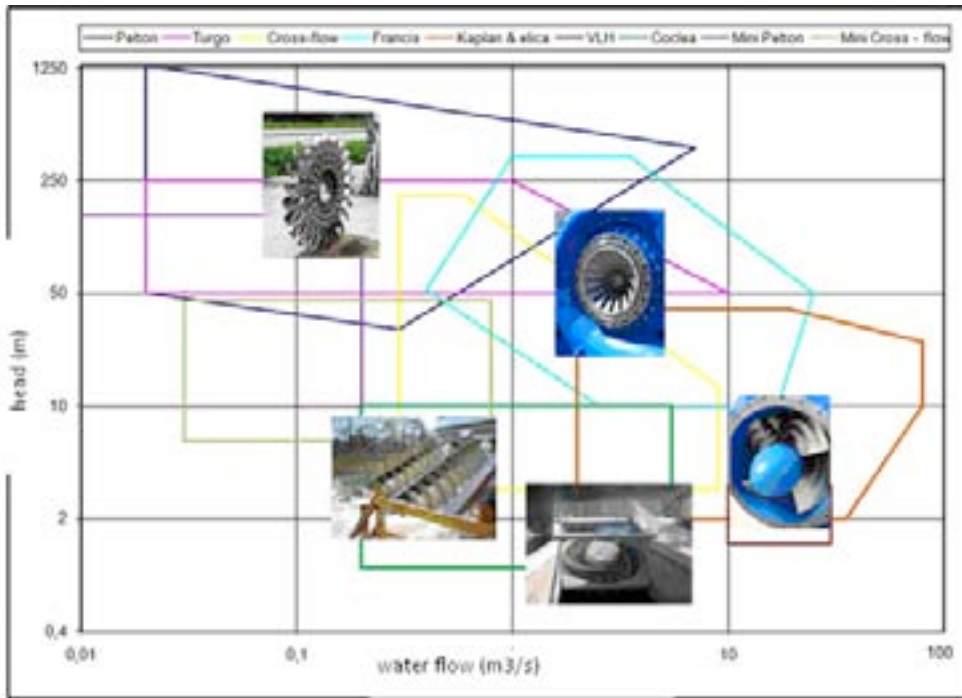 Pelton Turgo Cross-flow Francis Kaplan & elica VLH Coclea Mini Pelton Mini Cross - flow
1250
250
50
10
2
0,4
head (m)
0,01 0,1 1 10 100
water flow (m3/s)